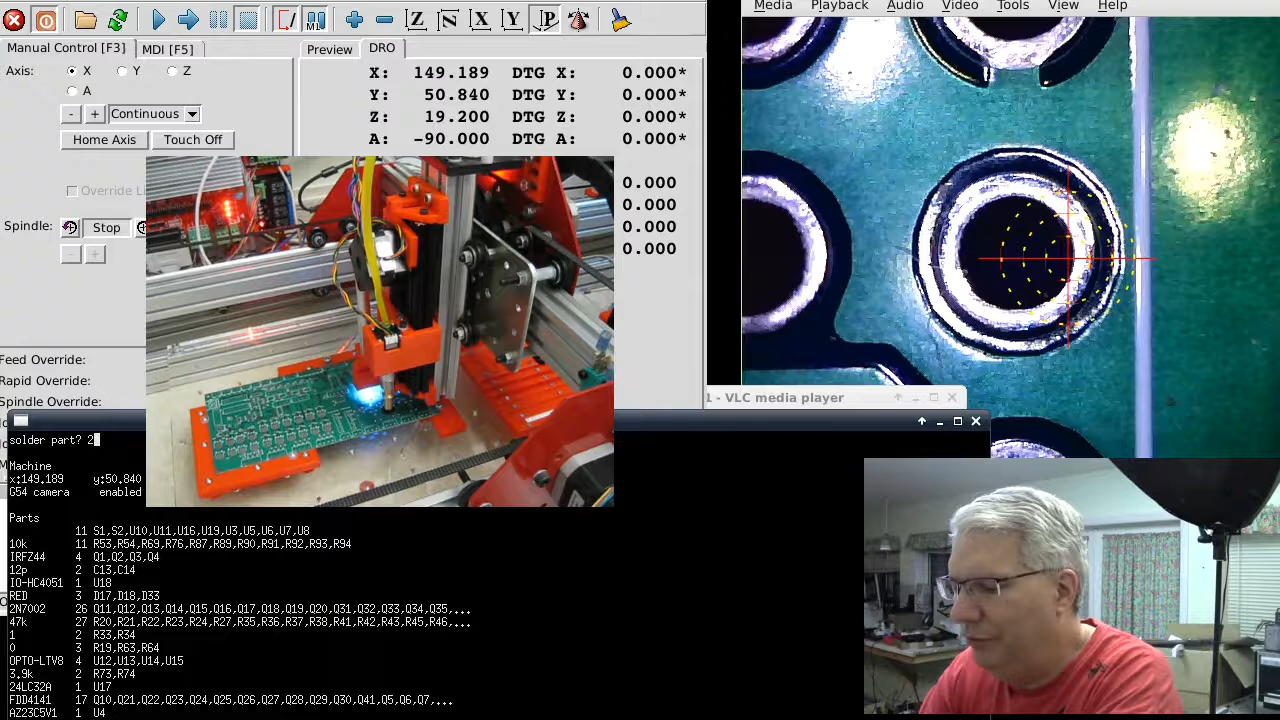 Media Playback Audio Video Tools View Help
Z N X Y P
M1
Manual Control [F3] MDI [F5]
Preview DRO
Axis: X Y Z
A
- + Continuous
Home Axis Touch Off
Override Li
Spindle: Stop
- +
X: 149.189 DTG X: 0.000*
Y: 50.840 DTG Y: 0.000*
Z: 19.200 DTG Z: 0.000*
A: -90.000 DTG A: 0.000*
0.000
0.000
0.000
0.000
Feed Override:
Rapid Override:
Spindle Override:
1 - VLC media player
solder part? 2
Machine
x:149.189 y:50.840
G54 camera enabled
Parts
11 S1,S2,U10,U11,U16,U19,U3,U5,U6,U7,U8
10k 11 R53,R54,R69,R76,R87,R89,R90,R91,R92,R93,R94
IRFZ44 4 Q1,Q2,Q3,Q4
12p 2 C13,C14
IO-HC4051 1 U18
RED 3 D17,D18,D33
2N7002 26 Q11,Q12,Q13,Q14,Q15,Q16,Q17,Q18,Q19,Q20,Q31,Q32,Q33,Q34,Q35,...
47k 27 R20,R21,R22,R23,R24,R27,R35,R36,R37,R38,R41,R42,R43,R45,R46,...
1 2 R33,R34
0 3 R19,R63,R64
OPTO-LTV8 4 U12,U13,U14,U15
3.9k 2 R73,R74
24LC32A 1 U17
FDD4141 17 Q10,Q21,Q22,Q23,Q24,Q25,Q26,Q27,Q28,Q29,Q30,Q41,Q5,Q6,Q7,...
AZ23C5V1 1 U4